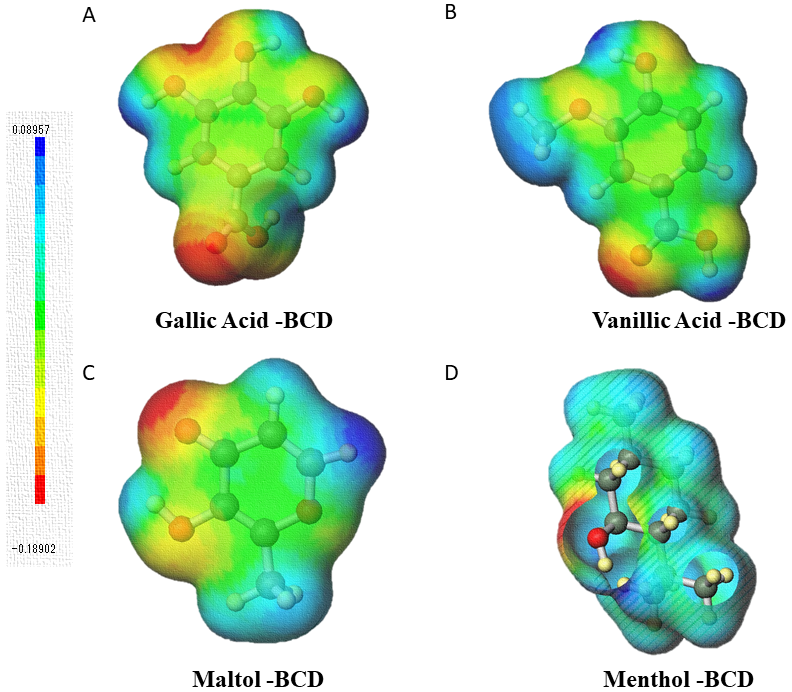 A
B
0.08957
Gallic Acid -BCD
Vanillic Acid -BCD
C
D
-0.18902
Maltol -BCD
Menthol -BCD